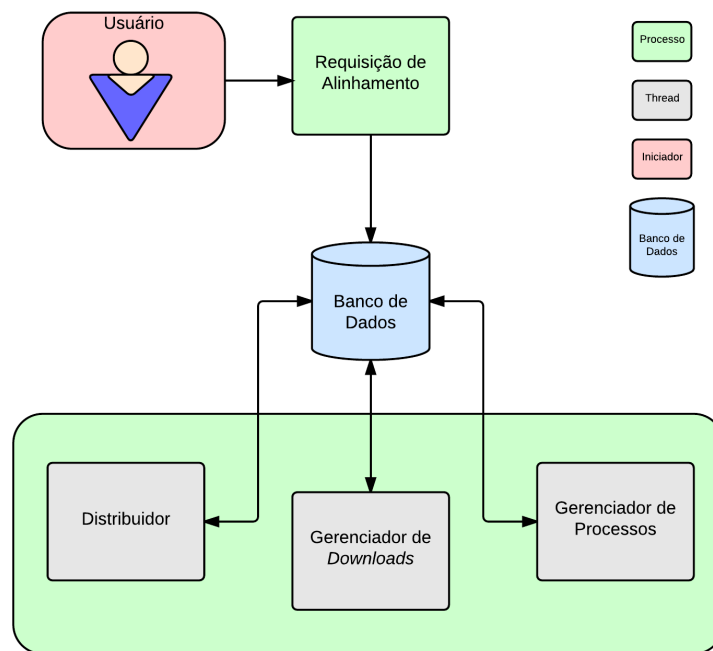 Usuário
Requisição de
Alinhamento
Processo
Thread
Iniciador
Banco de
Dados
Banco de
Dados
Distribuidor
Gerenciador de
Downloads
Gerenciador de
Processos